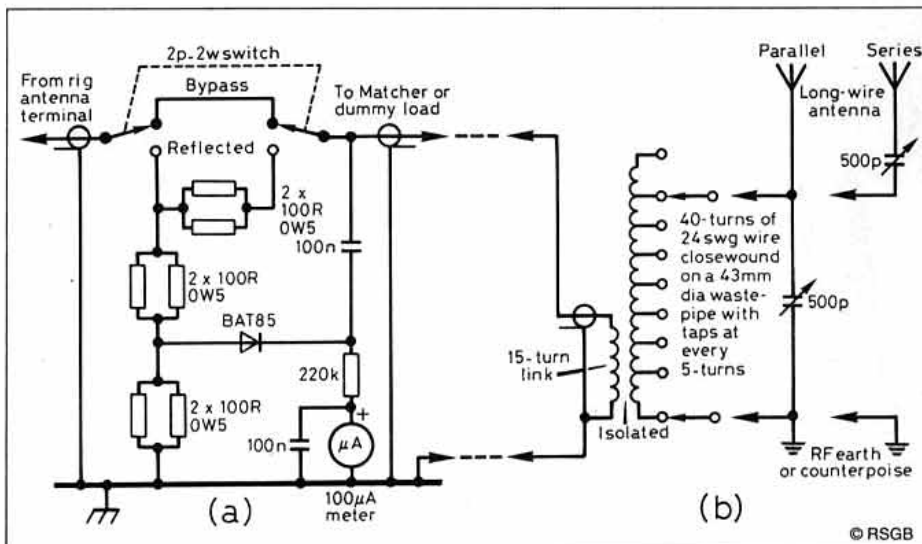 2p-2w switch
From rig
antenna
terminal
Bypass
To Matcher or
dummy load
Reflected
2 x
100R
0W5
100n
2 x 100R
0W5
BAT85
220k
2 x 100R
0W5
100n
+
μA
100μA
meter
(a)
Parallel
Series
Long-wire
antenna
500p
40-turns of
24 swg wire
closewound
on a 43mm
dia waste-
pipe with
taps at
every
5-turns
500p
15-turn
link
Isolated
RF earth
or counterpoise
(b)
© RSGB